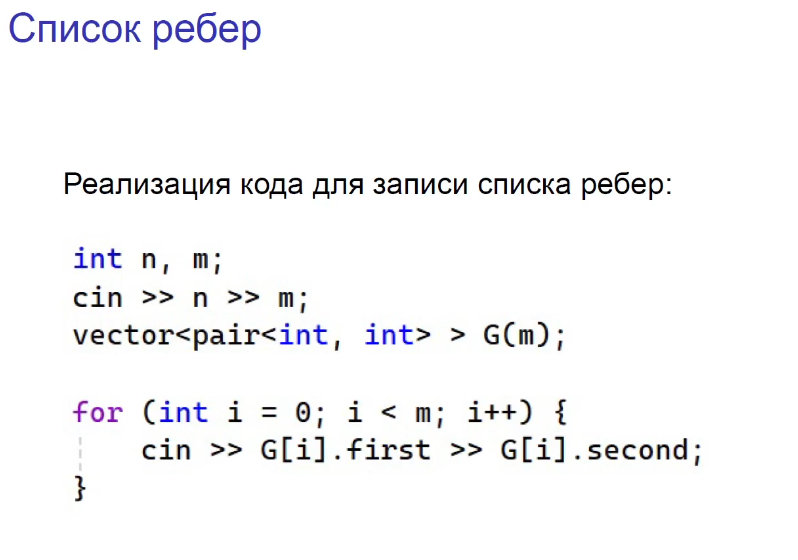 Список ребер
Реализация кода для записи списка ребер:
int n, m;
cin >> n >> m;
vector<pair<int, int> > G(m);
for (int i = 0; i < m; i++) {
    cin >> G[i].first >> G[i].second;
}